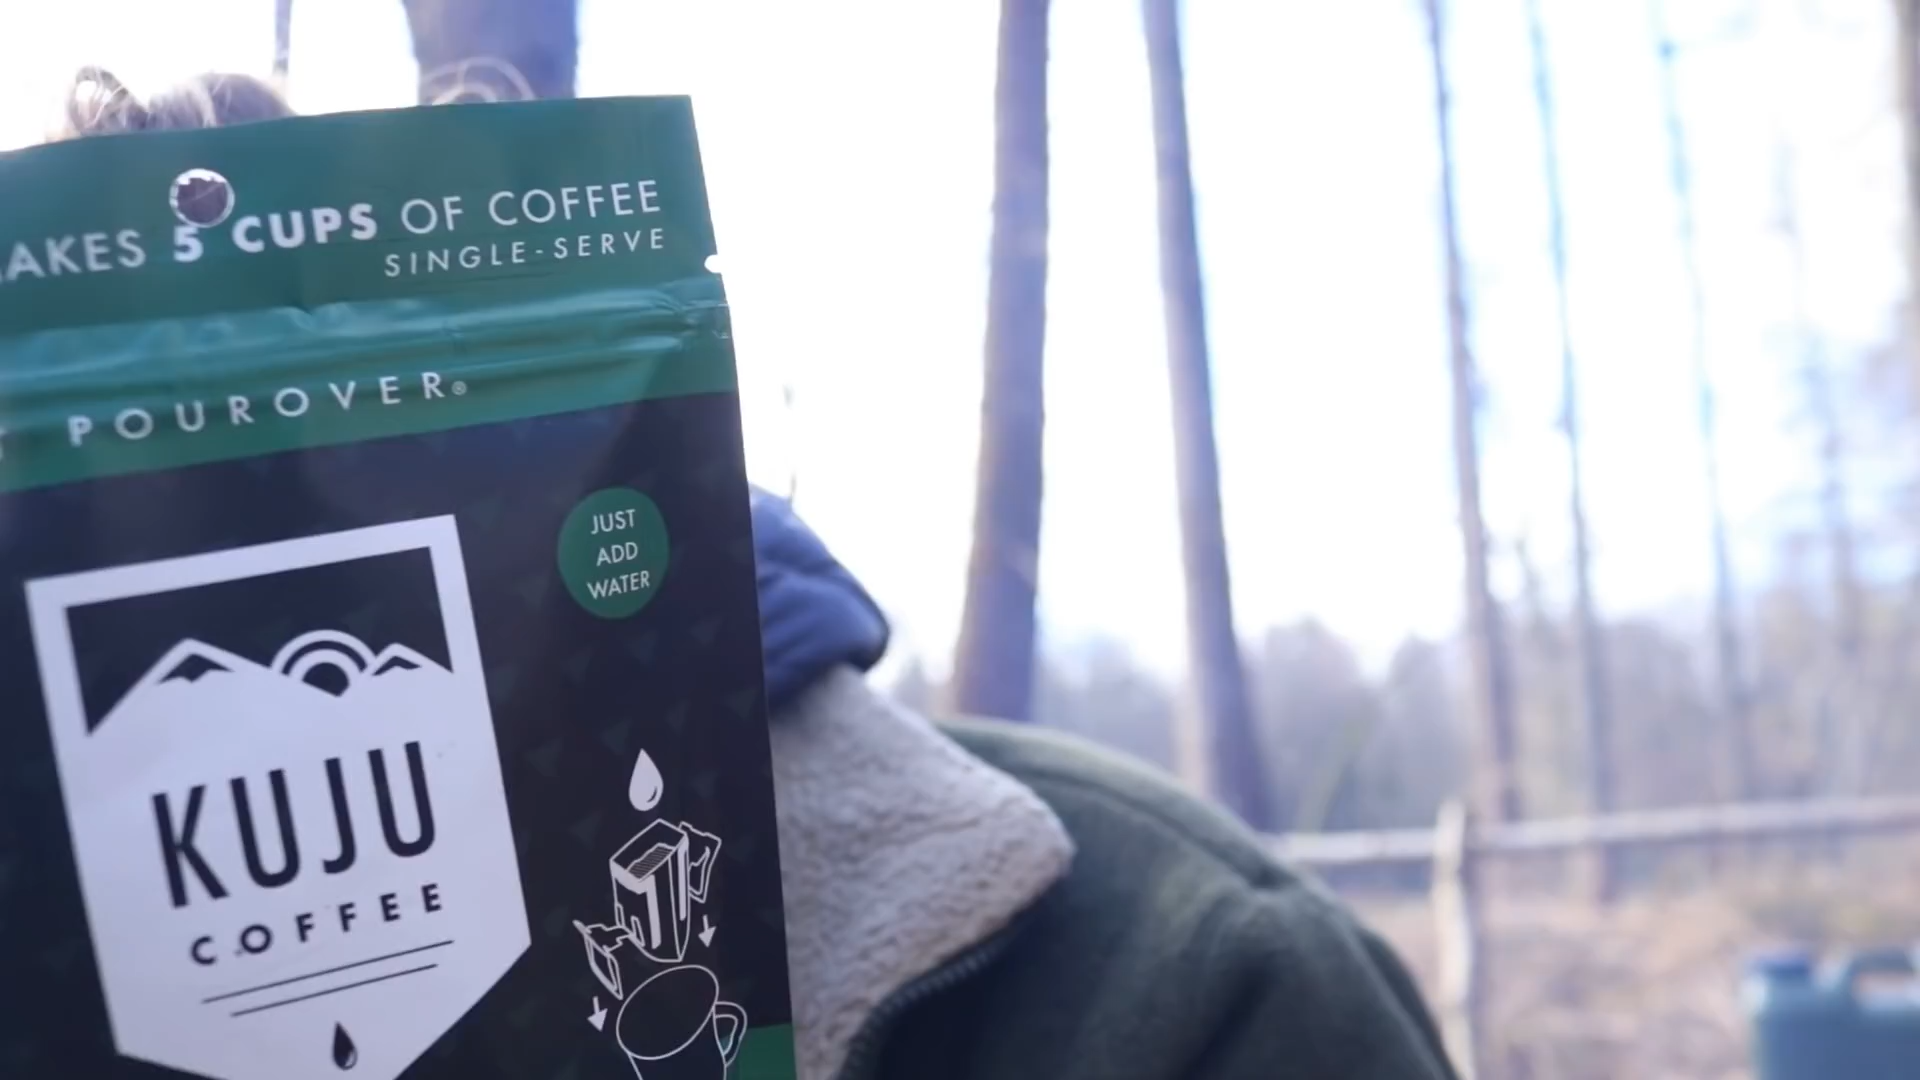 AKES 5 CUPS OF COFFEE
SINGLE-SERVE
POUROVER®
JUST
ADD
WATER
KUJU
COFFEE